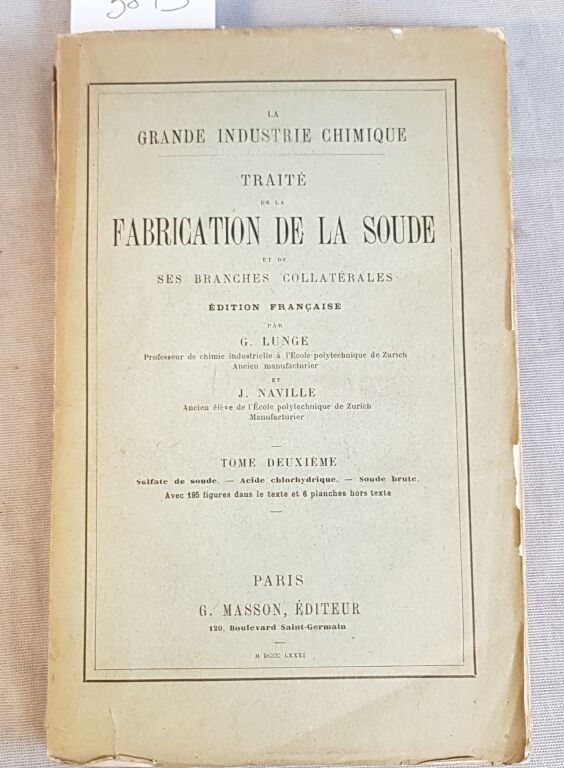 LA
GRANDE INDUSTRIE CHIMIQUE
TRAITÉ
DE LA
FABRICATION DE LA SOUDE
ET DE
SES BRANCHES COLLATÉRALES
ÉDITION FRANÇAISE
PAR
G. LUNGE
Professeur de chimie industrielle à l'École polytechnique de Zurich
Ancien manufacturier
ET
J. NAVILLE
Ancien élève de l'École polytechnique de Zurich
Manufacturier
TOME DEUXIÈME
Sulfate de soude. — Acide chlorhydrique. — Soude brute.
Avec 195 figures dans le texte et 6 planches hors texte
PARIS
G. MASSON, ÉDITEUR
120, Boulevard Saint-Germain
M DCCC LXXXI